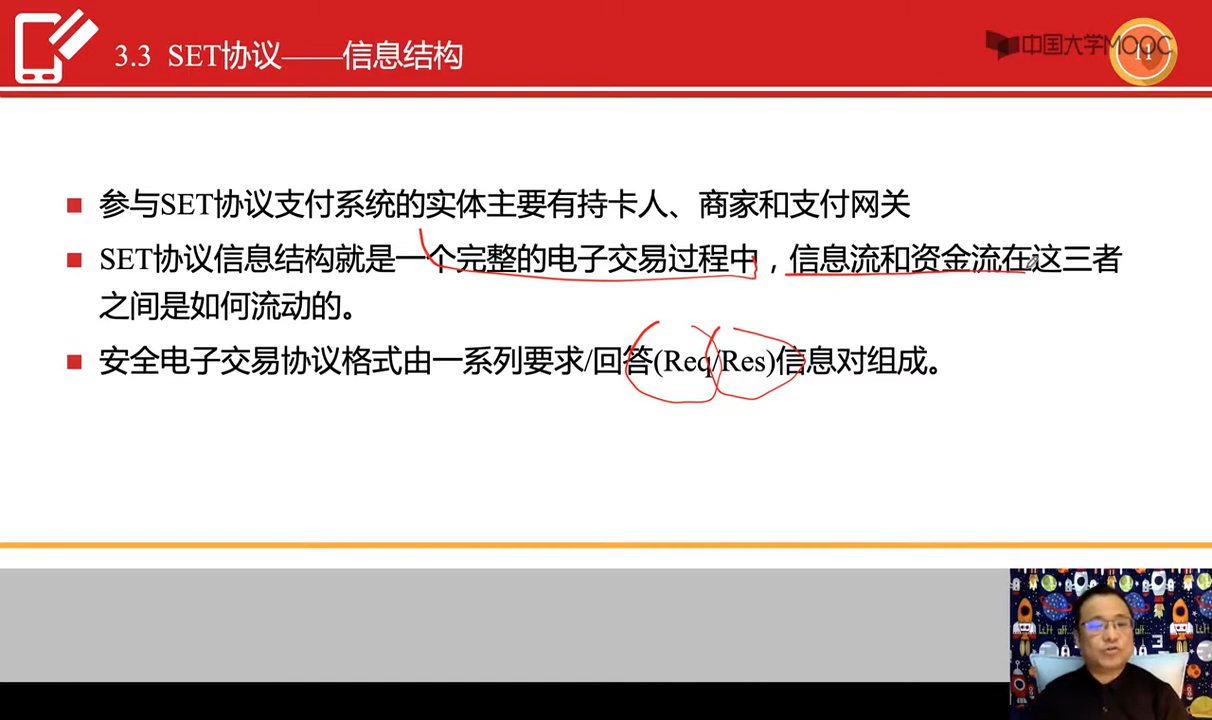 3.3 SET协议——信息结构
中国大学MOOC
11
参与SET协议支付系统的实体主要有持卡人、商家和支付网关
SET协议信息结构就是一个完整的电子交易过程中，信息流和资金流在这三者
之间是如何流动的。
安全电子交易协议格式由一系列要求/回答(Req/Res)信息对组成。